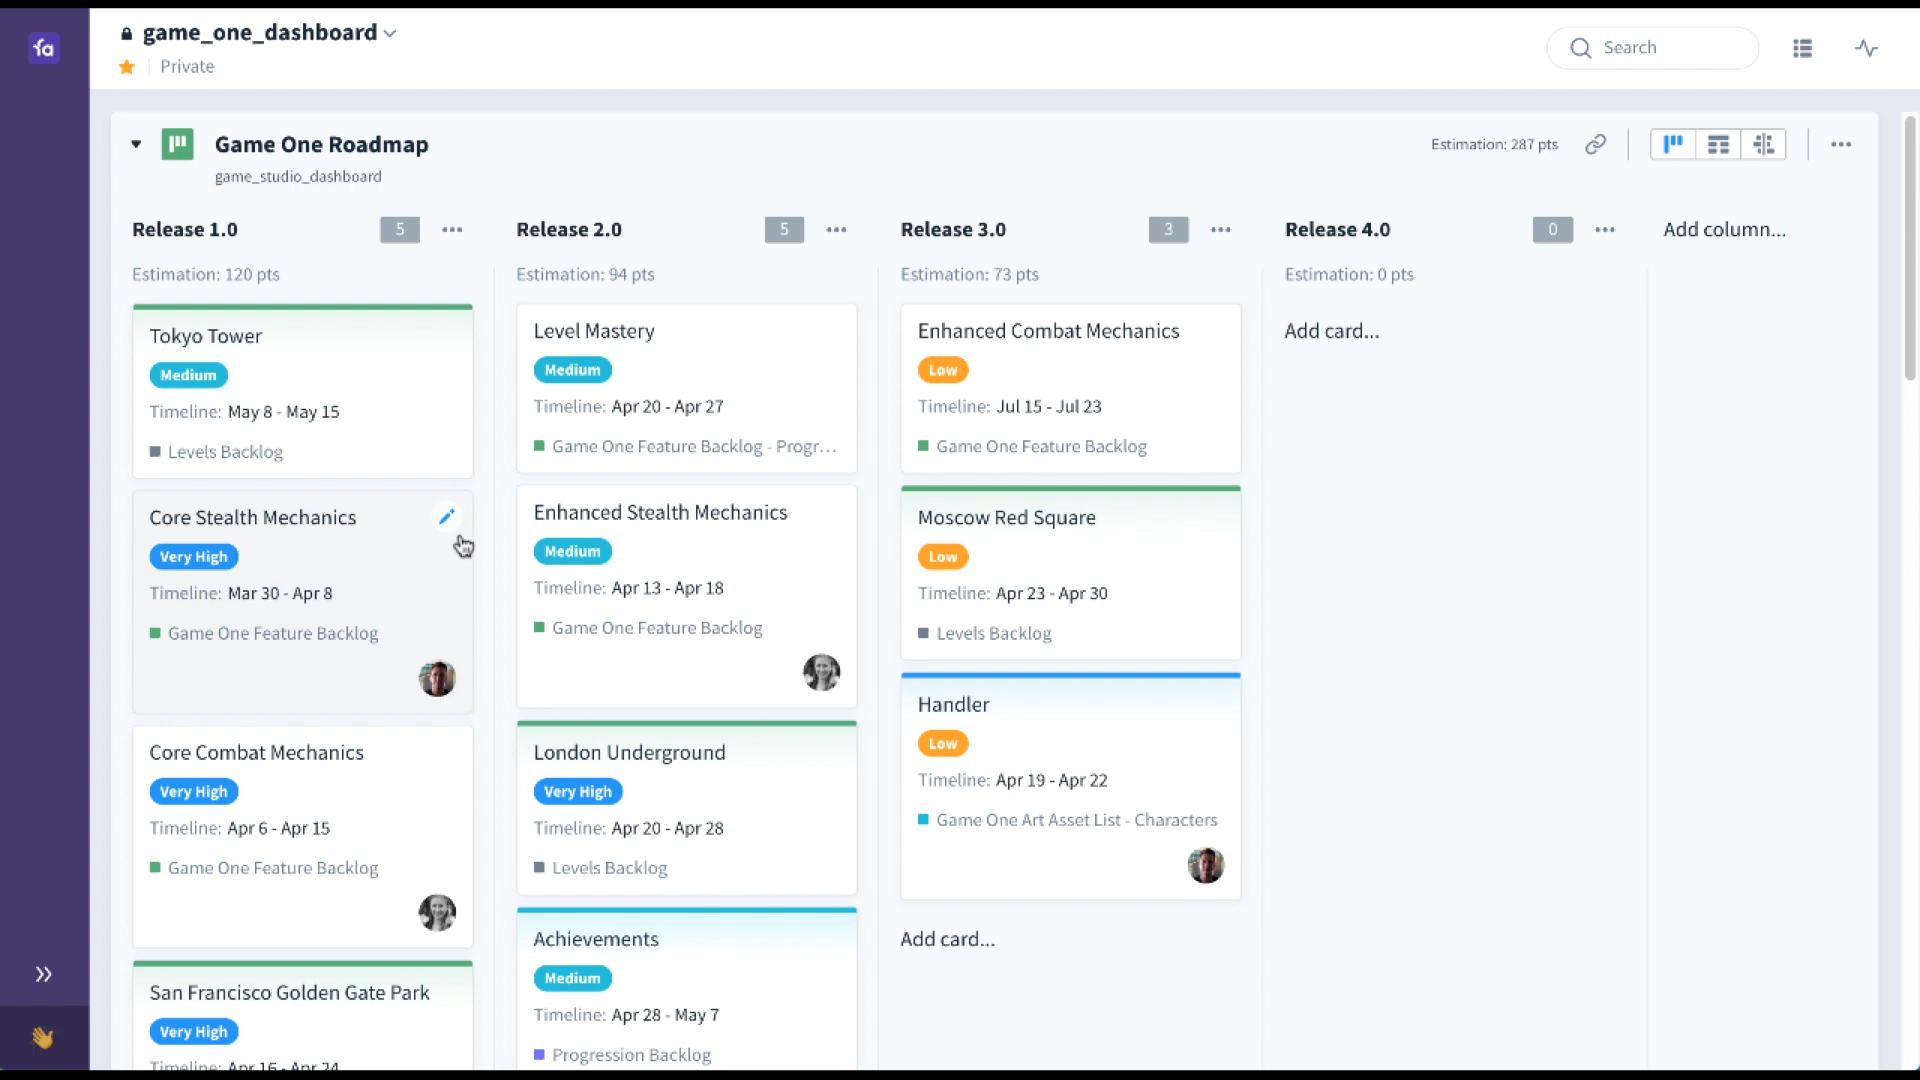 fa
game_one_dashboard
Private
Search
Game One Roadmap
game_studio_dashboard
Estimation: 287 pts
Release 1.0
5
Estimation: 120 pts
Tokyo Tower
Medium
Timeline: May 8 - May 15
Levels Backlog
Core Stealth Mechanics
Very High
Timeline: Mar 30 - Apr 8
Game One Feature Backlog
Core Combat Mechanics
Very High
Timeline: Apr 6 - Apr 15
Game One Feature Backlog
San Francisco Golden Gate Park
Very High
Timeline: Apr 16 - Apr 24
Release 2.0
5
Estimation: 94 pts
Level Mastery
Medium
Timeline: Apr 20 - Apr 27
Game One Feature Backlog - Progr...
Enhanced Stealth Mechanics
Medium
Timeline: Apr 13 - Apr 18
Game One Feature Backlog
London Underground
Very High
Timeline: Apr 20 - Apr 28
Levels Backlog
Achievements
Medium
Timeline: Apr 28 - May 7
Progression Backlog
Release 3.0
3
Estimation: 73 pts
Enhanced Combat Mechanics
Low
Timeline: Jul 15 - Jul 23
Game One Feature Backlog
Moscow Red Square
Low
Timeline: Apr 23 - Apr 30
Levels Backlog
Handler
Low
Timeline: Apr 19 - Apr 22
Game One Art Asset List - Characters
Add card...
Release 4.0
0
Estimation: 0 pts
Add card...
Add column...